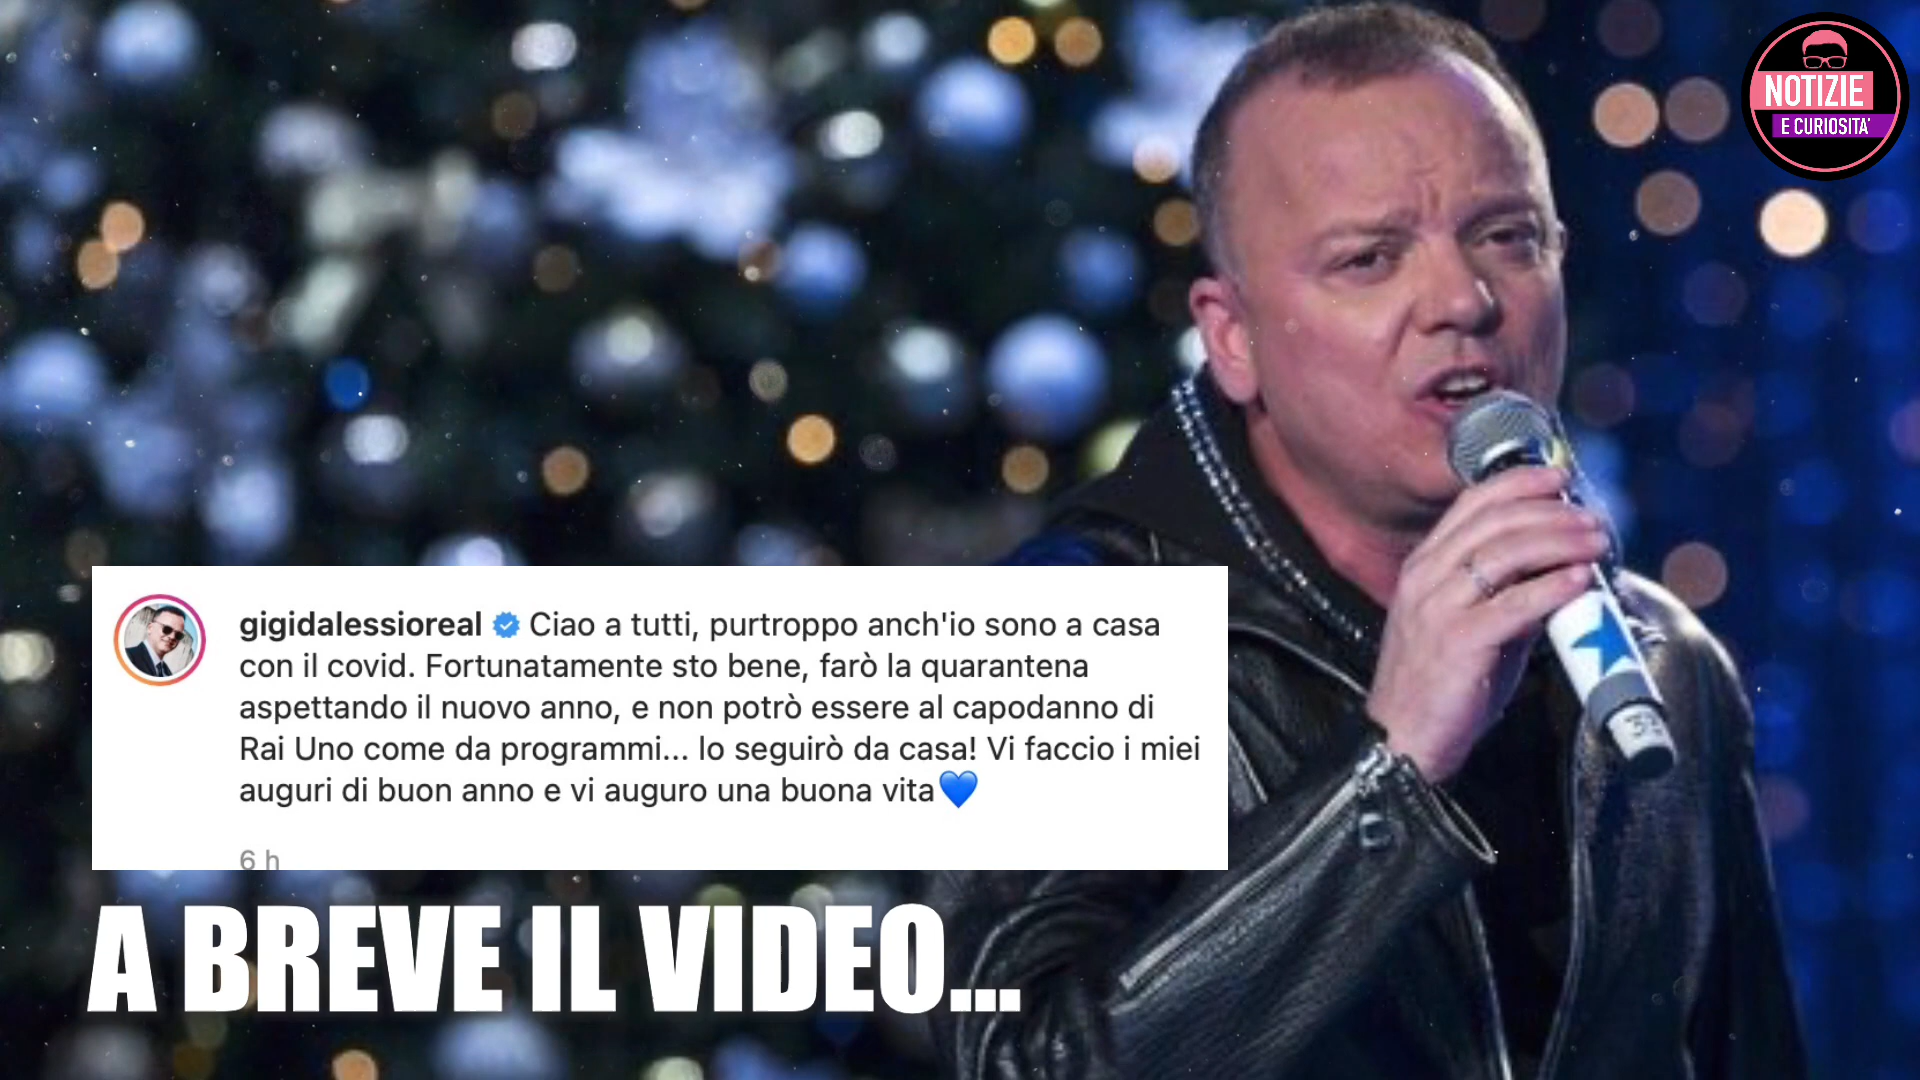 NOTIZIE
E CURIOSITA'
gigidalessioreal Ciao a tutti, purtroppo anch'io sono a casa
con il covid. Fortunatamente sto bene, farò la quarantena
aspettando il nuovo anno, e non potrò essere al capodanno di
Rai Uno come da programmi... lo seguirò da casa! Vi faccio i miei
auguri di buon anno e vi auguro una buona vita💙
6 h
A BREVE IL VIDEO...